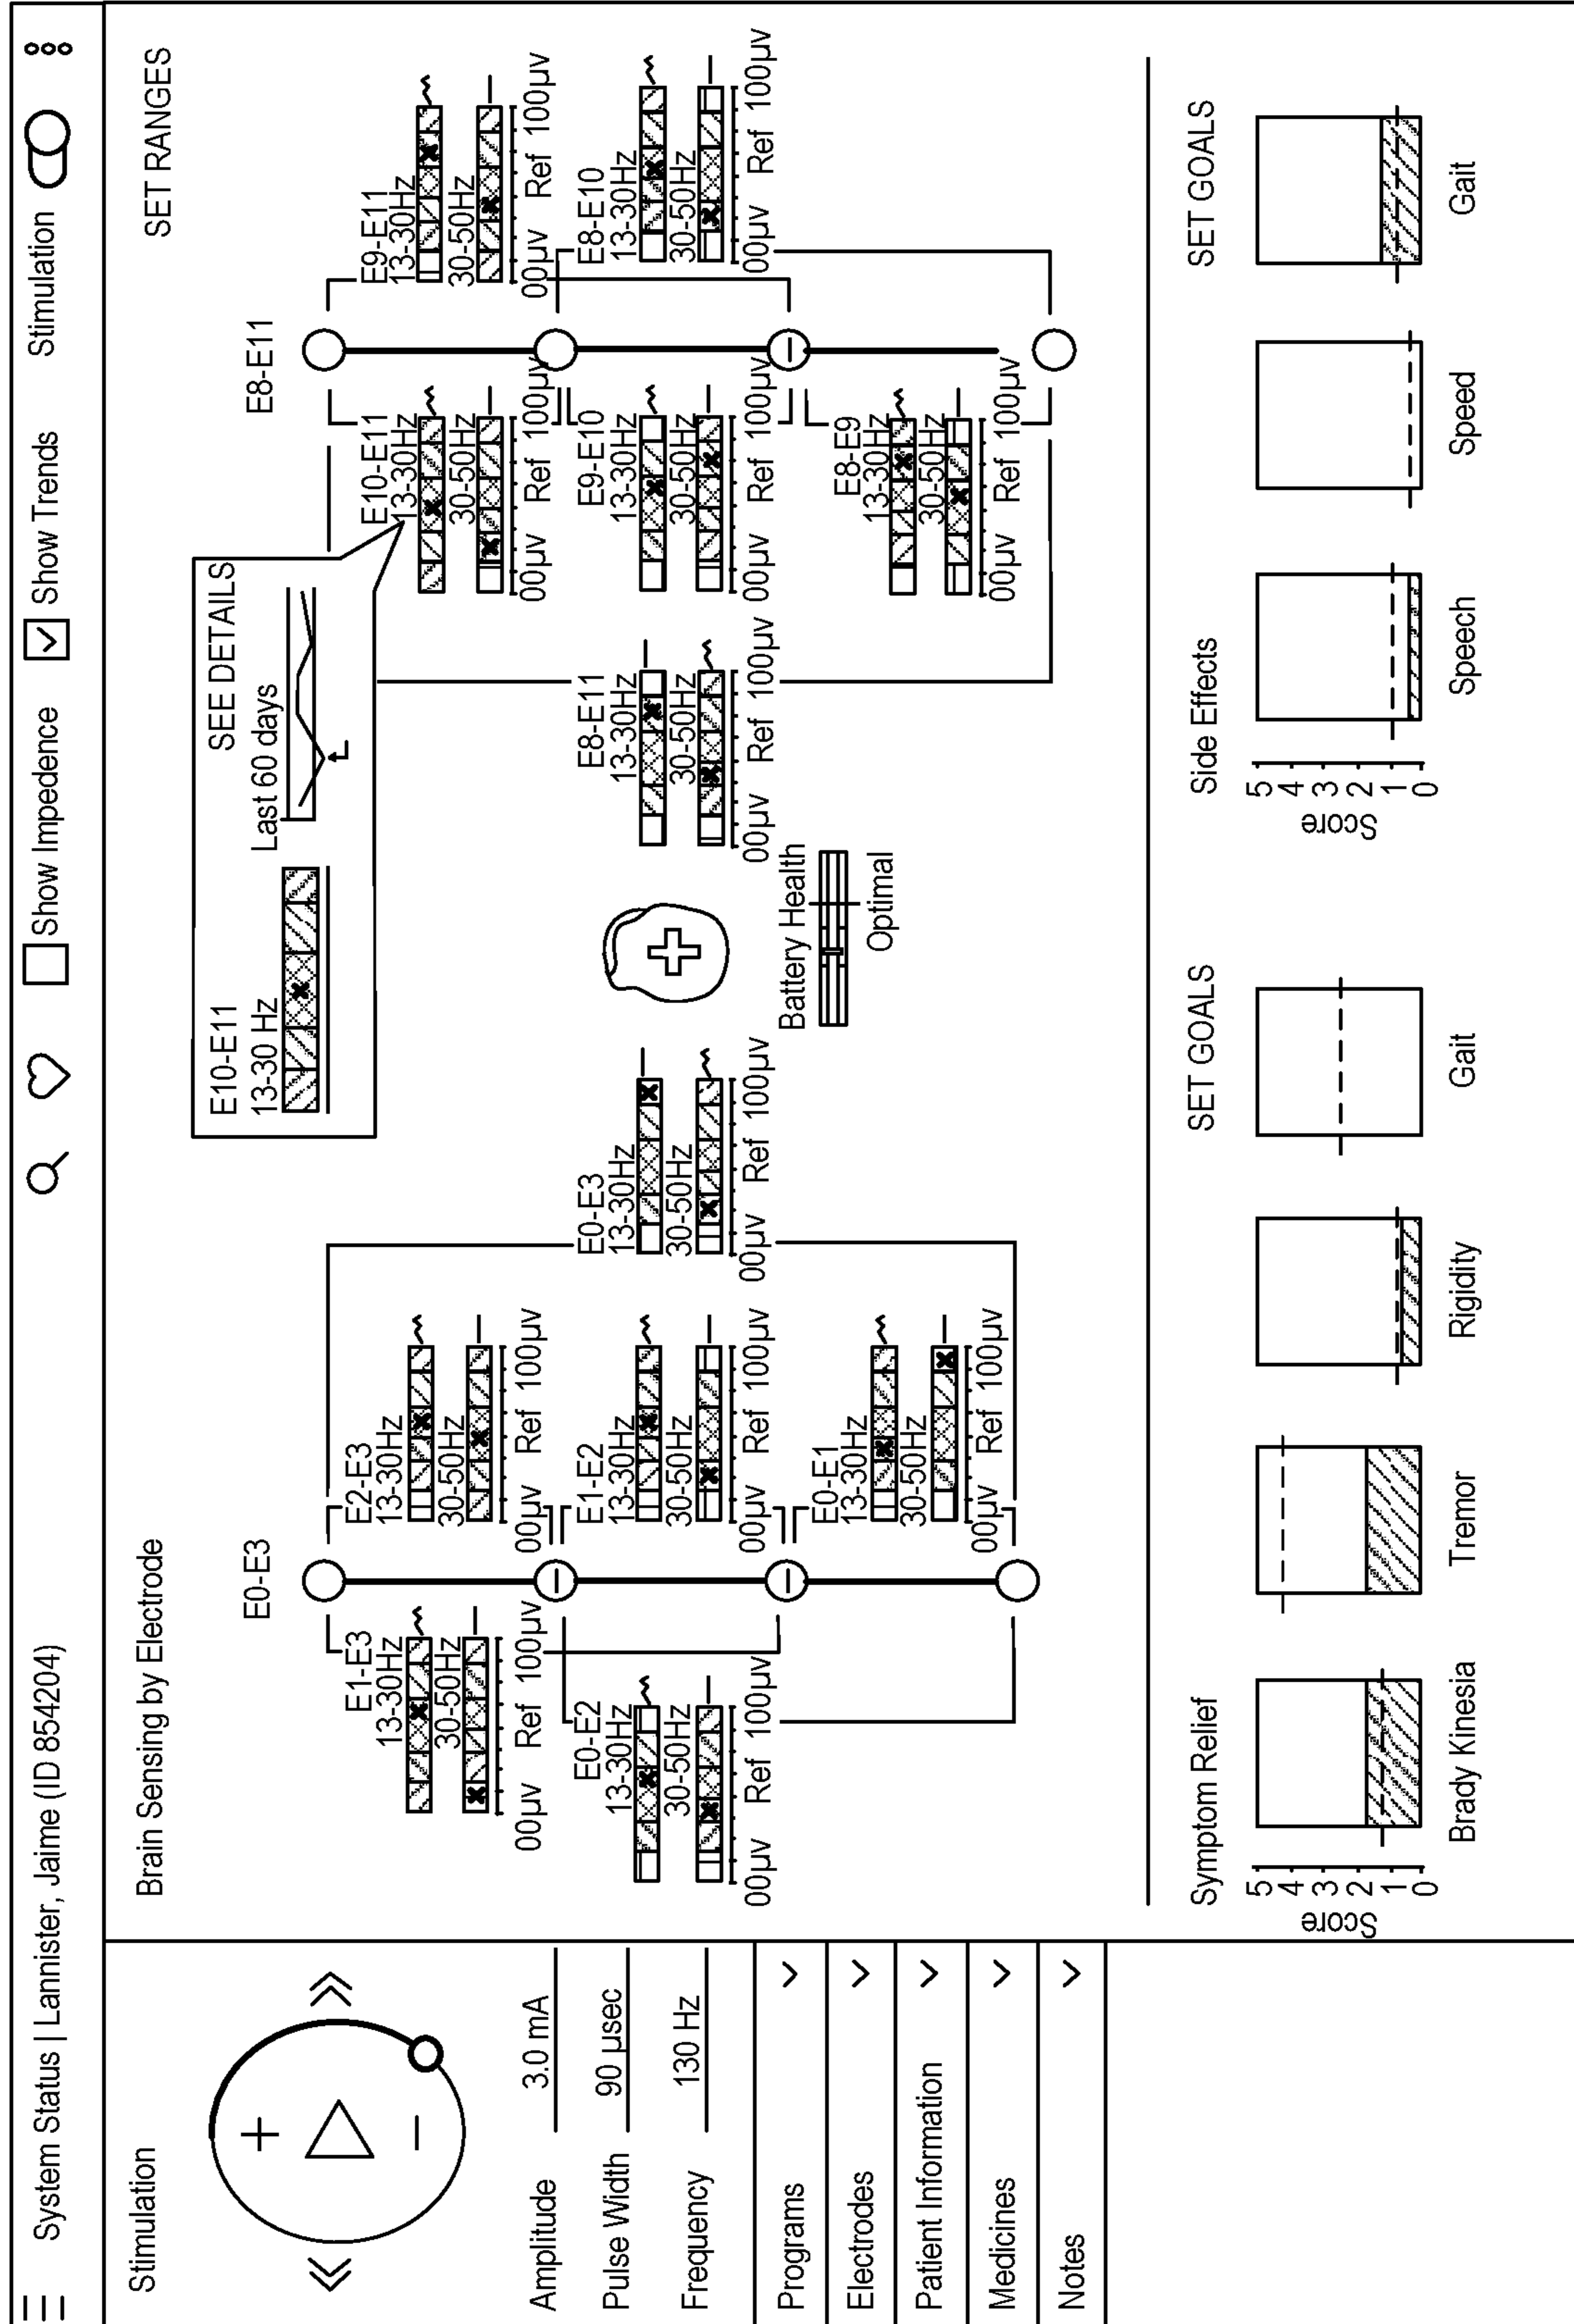 System Status | Lannister, Jaime (ID 854204)
Show Impedence
Show Trends
Stimulation
Stimulation
Amplitude 3.0 mA
Pulse Width 90 µsec
Frequency 130 Hz
Programs
Electrodes
Patient Information
Medicines
Notes
Brain Sensing by Electrode
SET RANGES
E0-E3
E1-E3
13-30Hz
30-50Hz
00µv Ref 100µv
E0-E2
13-30Hz
30-50Hz
00µv Ref 100µv
E2-E3
13-30Hz
30-50Hz
00µv Ref 100µv
E1-E2
13-30Hz
30-50Hz
00µv Ref 100µv
E0-E1
13-30Hz
30-50Hz
00µv Ref 100µv
E0-E3
13-30Hz
30-50Hz
00µv Ref 100µv
E10-E11
13-30 Hz
SEE DETAILS
Last 60 days
Battery Health
Optimal
E8-E11
13-30Hz
30-50Hz
00µv Ref 100µv
E8-E11
E10-E11
13-30Hz
30-50Hz
00µv Ref 100µv
E9-E10
13-30Hz
30-50Hz
00µv Ref 100µv
E8-E9
13-30Hz
30-50Hz
00µv Ref 100µv
E9-E11
13-30Hz
30-50Hz
00µv Ref 100µv
E8-E10
13-30Hz
30-50Hz
00µv Ref 100µv
Symptom Relief
SET GOALS
Score
5
4
3
2
1
0
Brady Kinesia
Tremor
Rigidity
Gait
Side Effects
SET GOALS
Score
5
4
3
2
1
0
Speech
Speed
Gait